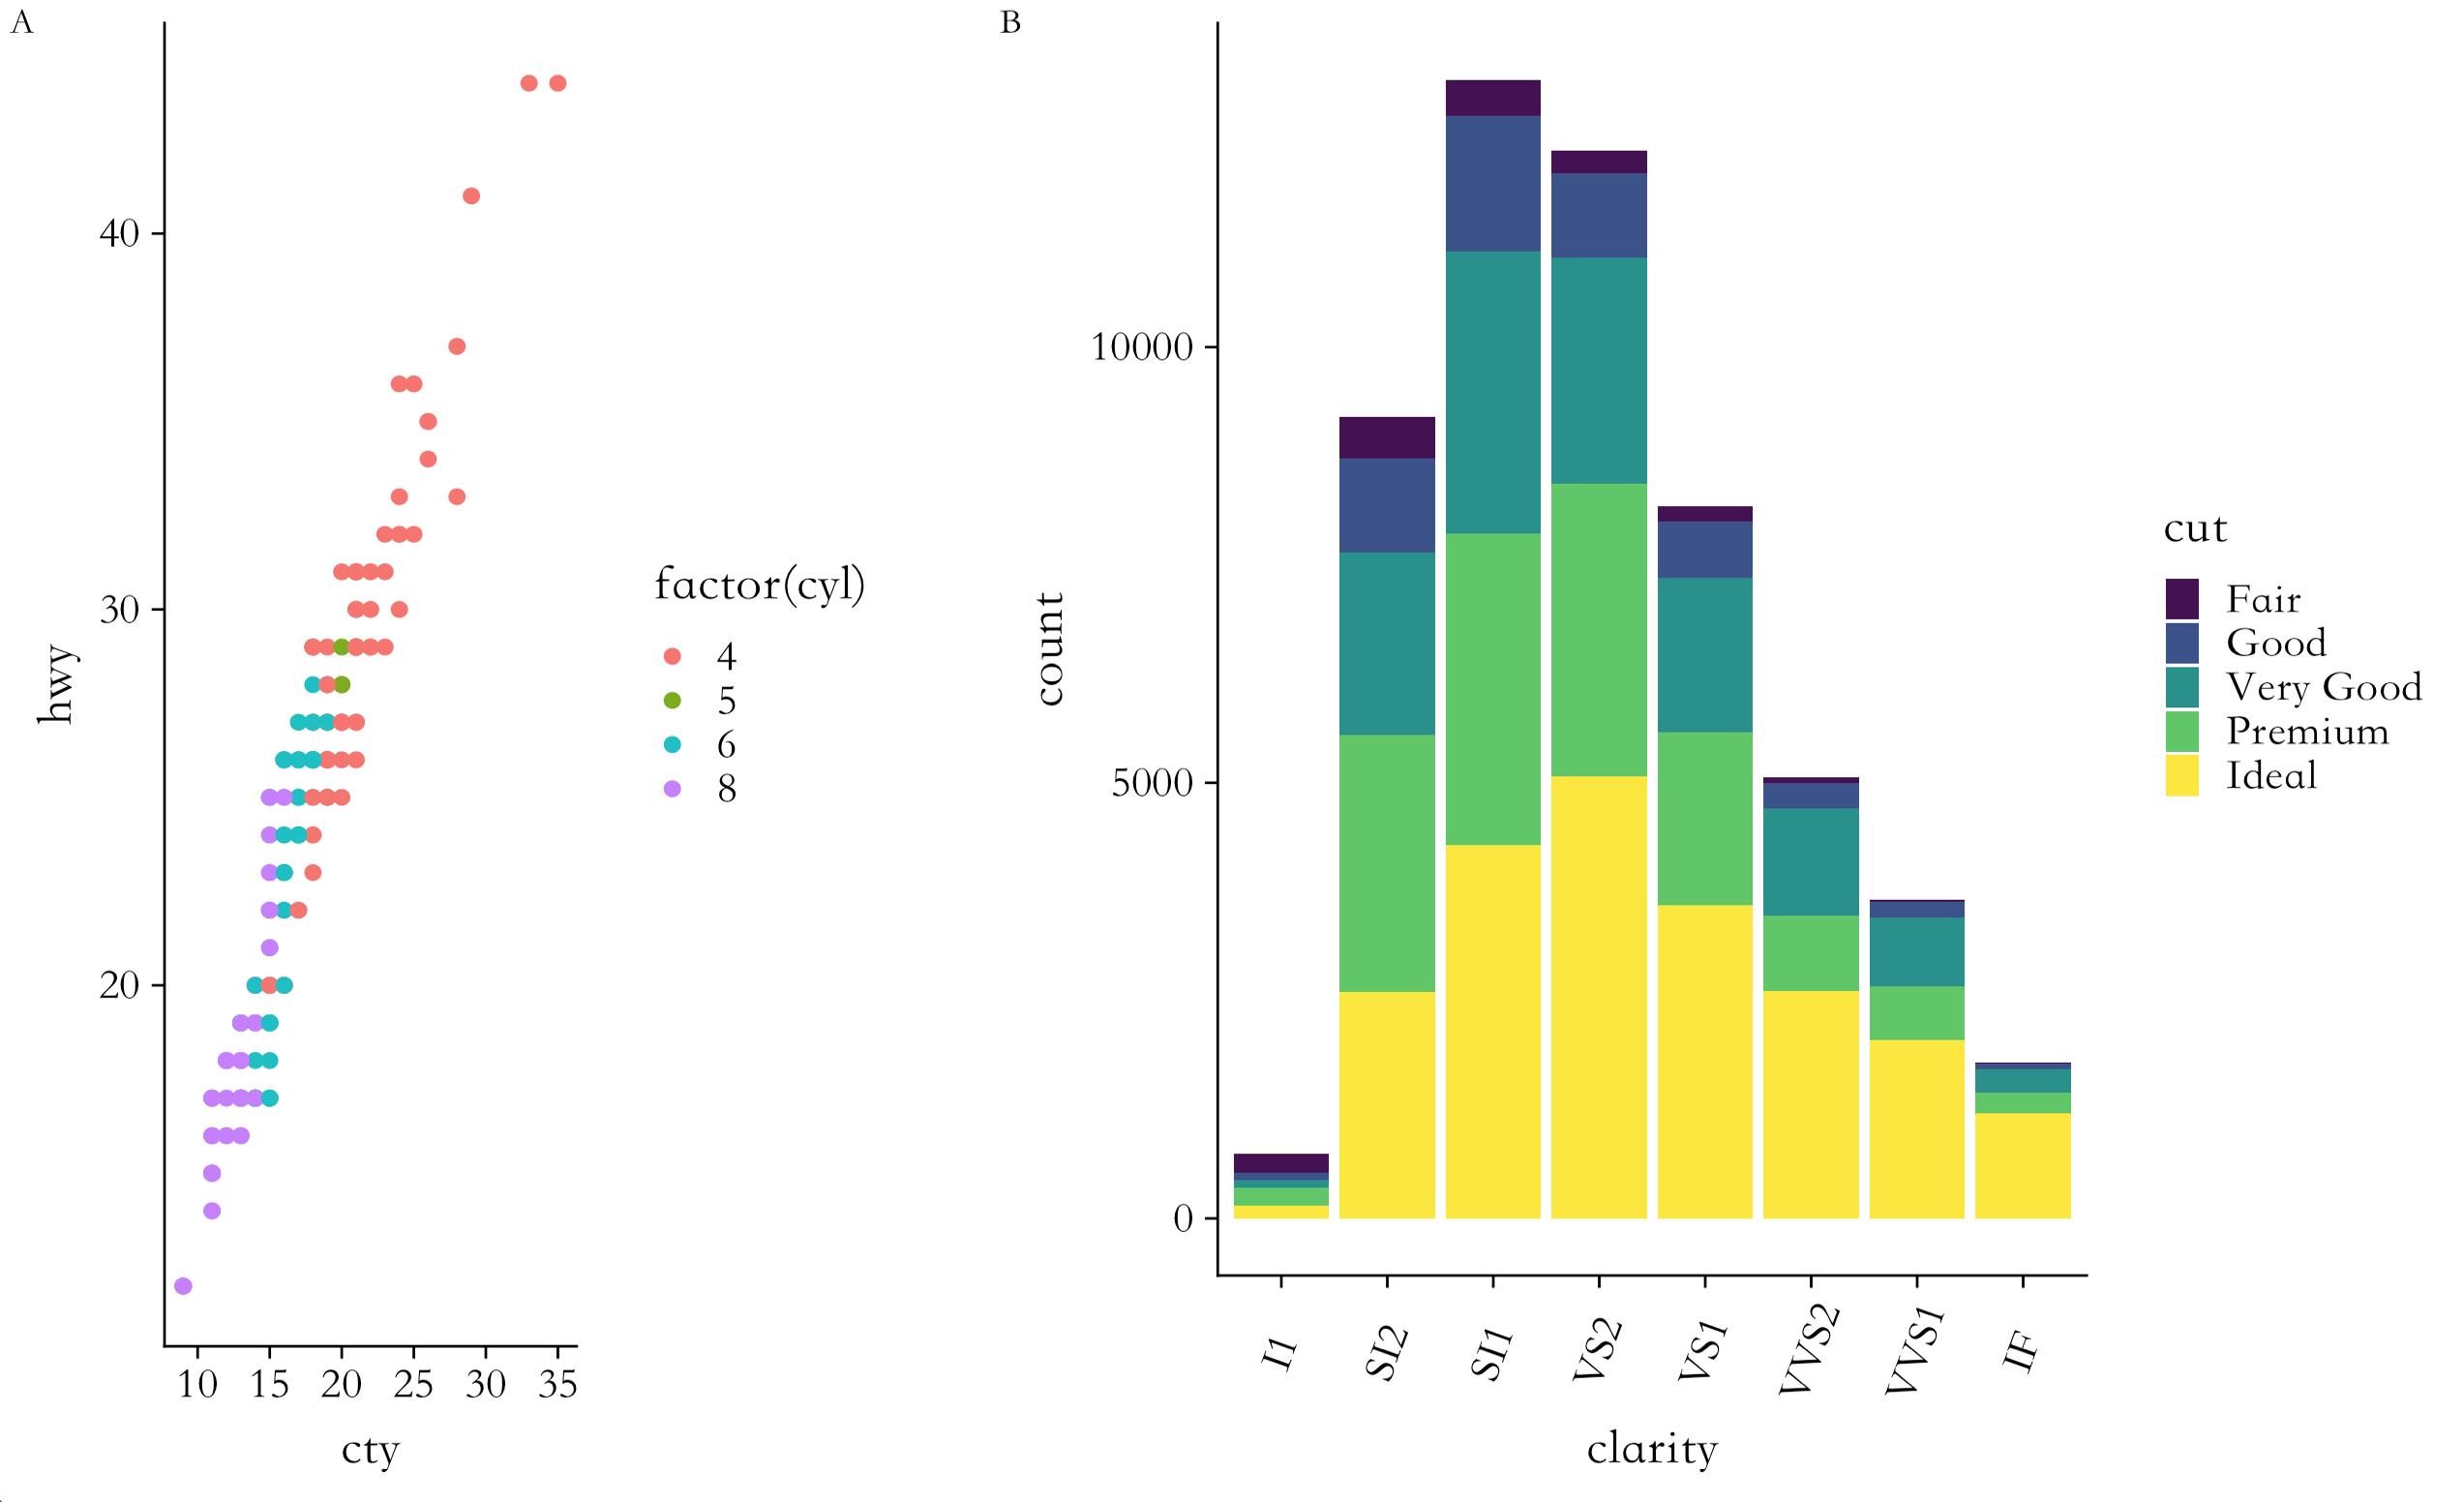 A
hwy
40
30
20
10 15 20 25 30 35
cty
factor(cyl)
4
5
6
8
B
count
10000
5000
0
I1 SI2 SI1 VS2 VS1 VVS2 VVS1 IF
clarity
cut
Fair
Good
Very Good
Premium
Ideal